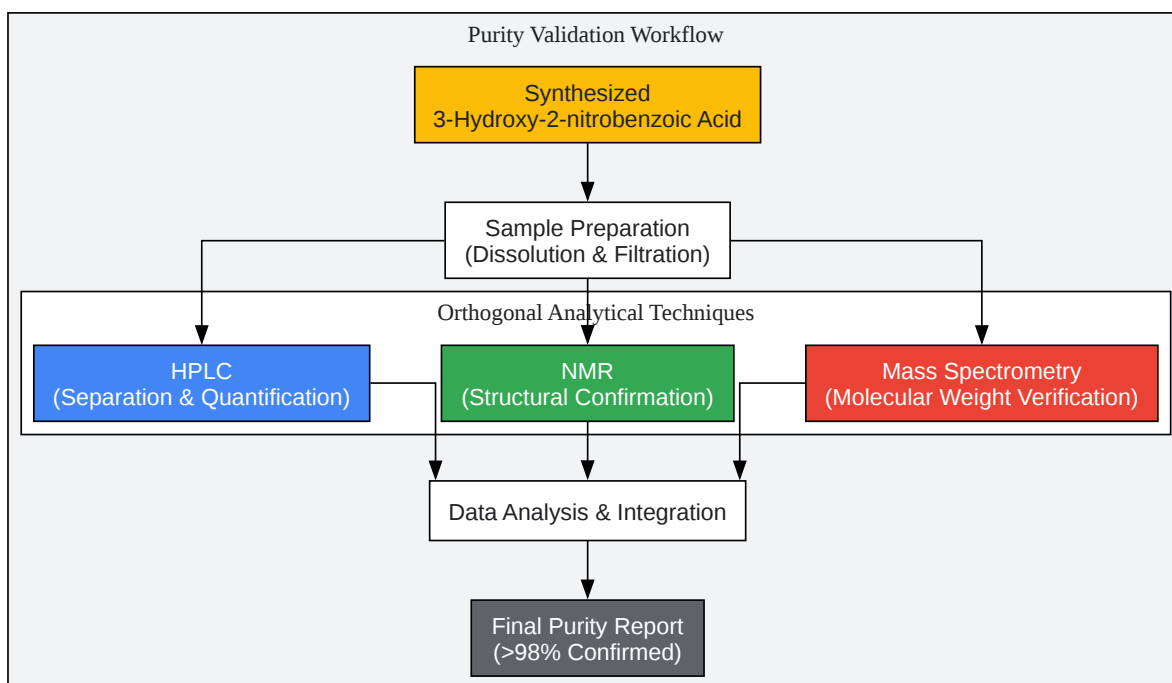 Purity Validation Workflow
Synthesized
3-Hydroxy-2-nitrobenzoic Acid
Sample Preparation
(Dissolution & Filtration)
Orthogonal Analytical Techniques
HPLC
(Separation & Quantification)
NMR
(Structural Confirmation)
Mass Spectrometry
(Molecular Weight Verification)
Data Analysis & Integration
Final Purity Report
(>98% Confirmed)